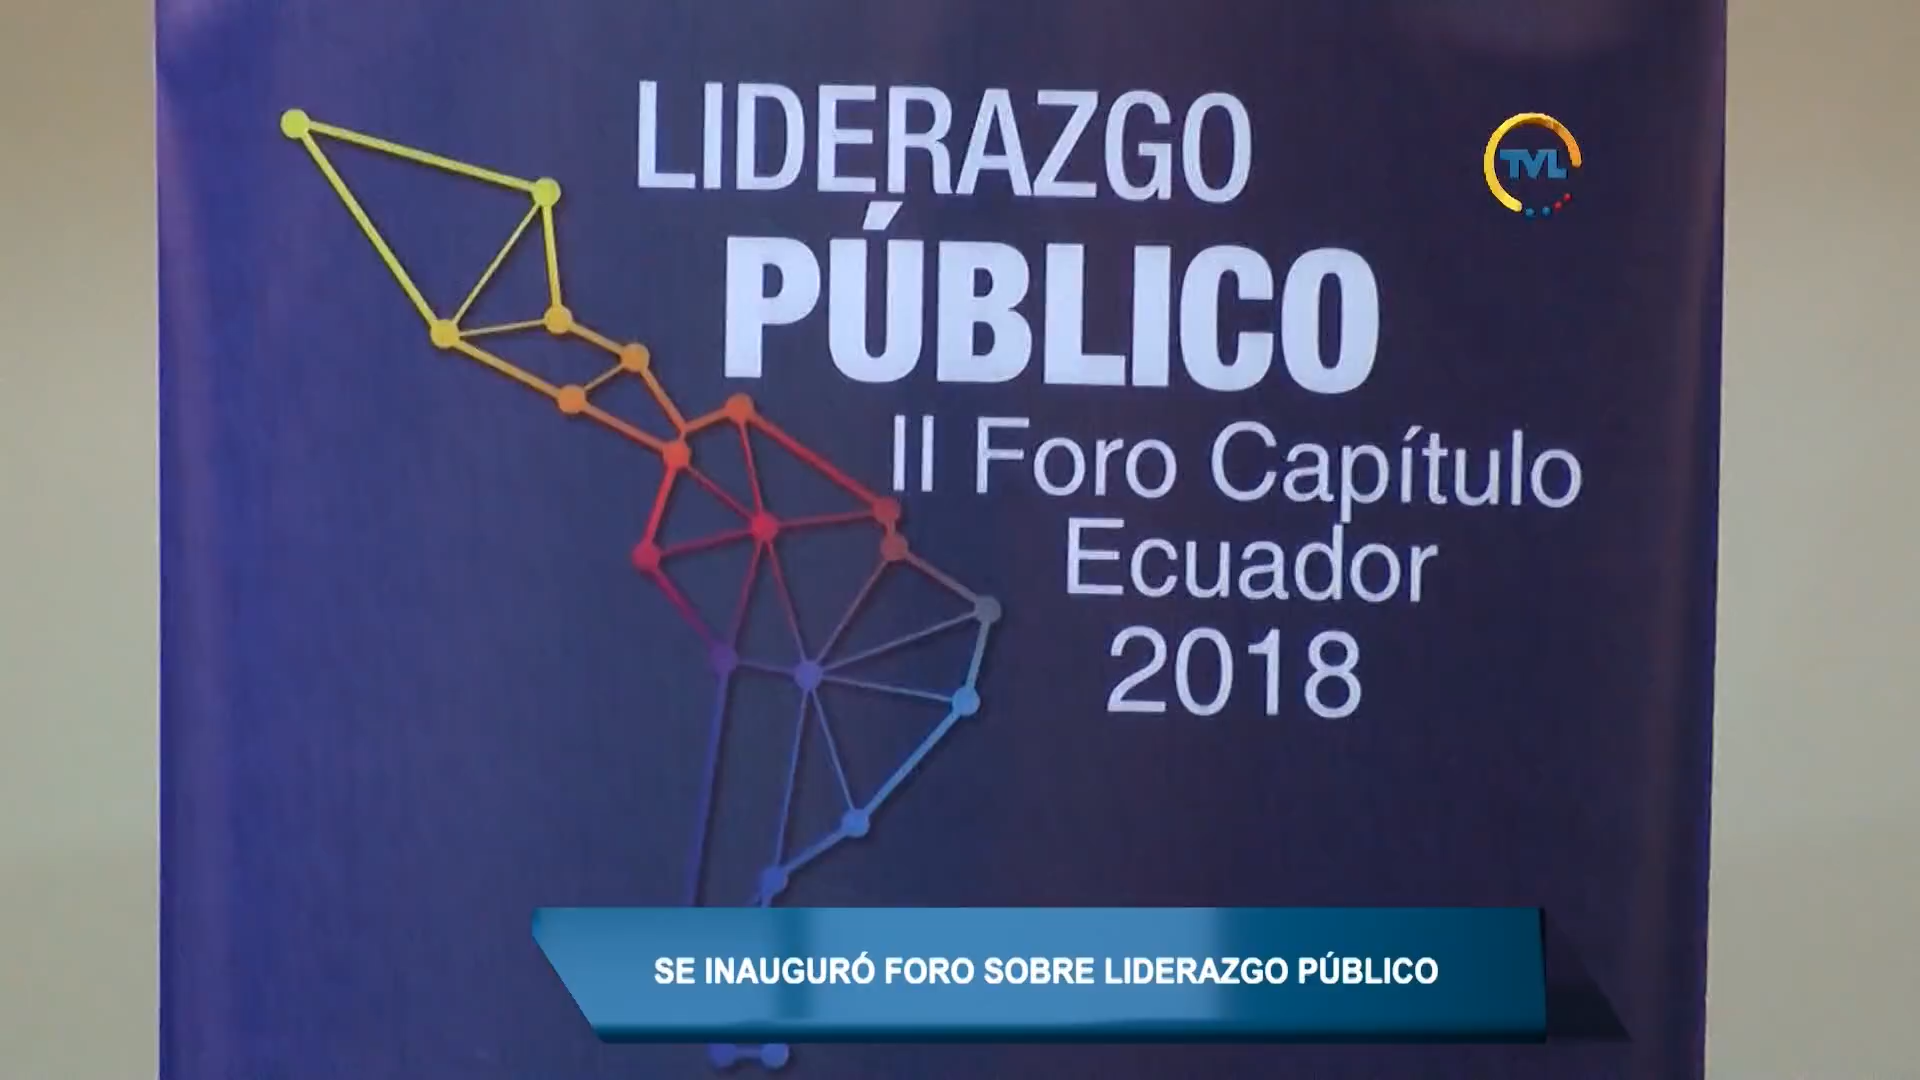 LIDERAZGO
TVL
PÚBLICO
II Foro Capítulo
Ecuador
2018
SE INAUGURÓ FORO SOBRE LIDERAZGO PÚBLICO